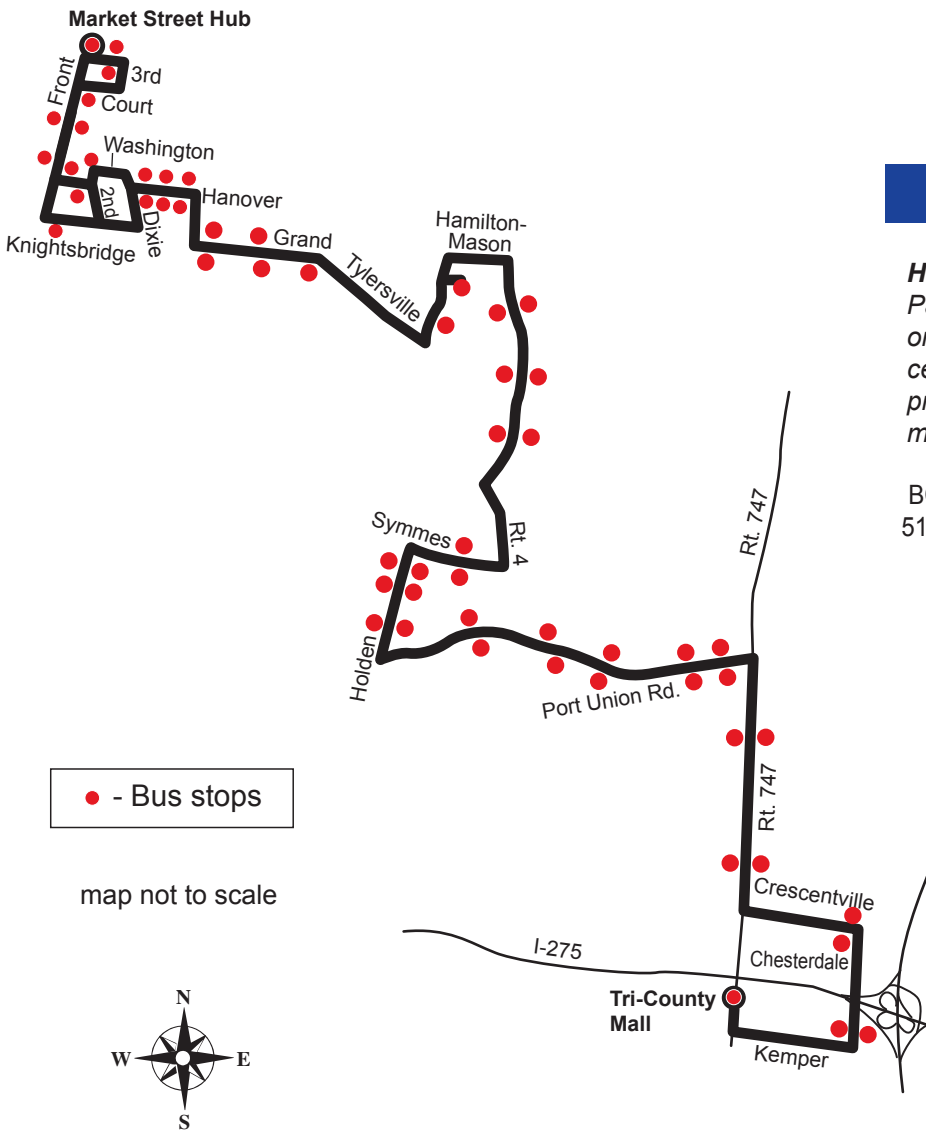 Market Street Hub
Front
3rd
Court
Washington
2nd
Dixie
Hanover
Knightsbridge
Grand
Tylersville
Hamilton-
Mason
Rt. 747
Symmes
Rt. 4
Holden
Port Union Rd.
Rt. 747
- Bus stops
map not to scale
Crescentville
I-275
Chesterdale
Tri-County
Mall
Kemper
N
W
E
S